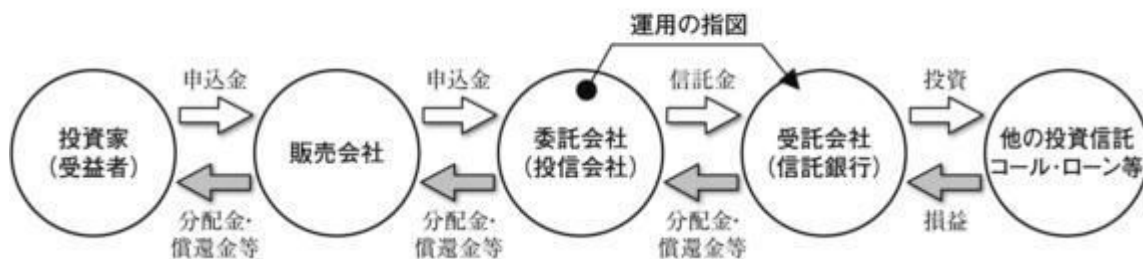 運用の指図
申込金
申込金
信託金
投資
投資家
(受益者)
販売会社
委託会社
(投信会社)
受託会社
(信託銀行)
他の投資信託
コール・ローン等
分配金・
償還金等
分配金・
償還金等
分配金・
償還金等
損益